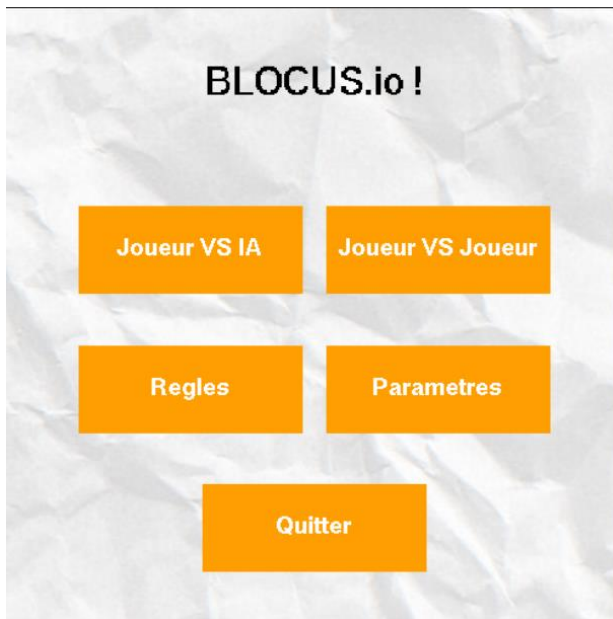 BLOCUS.io !
Joueur VS IA
Joueur VS Joueur
Regles
Parametres
Quitter